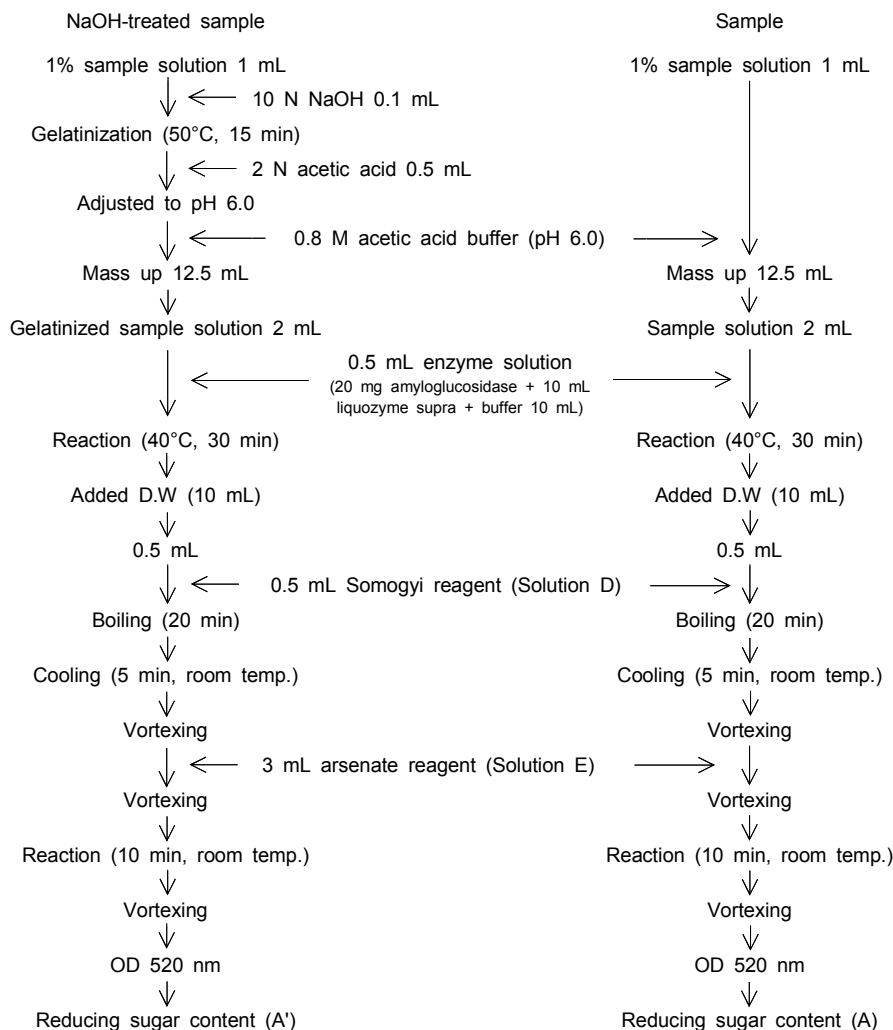 NaOH-treated sample
Sample
1% sample solution 1 mL
1% sample solution 1 mL
10 N NaOH 0.1 mL
Gelatinization (50°C, 15 min)
2 N acetic acid 0.5 mL
Adjusted to pH 6.0
0.8 M acetic acid buffer (pH 6.0)
Mass up 12.5 mL
Mass up 12.5 mL
Gelatinized sample solution 2 mL
Sample solution 2 mL
0.5 mL enzyme solution
(20 mg amyloglucosidase + 10 mL
liquozyme supra + buffer 10 mL)
Reaction (40°C, 30 min)
Reaction (40°C, 30 min)
Added D.W (10 mL)
Added D.W (10 mL)
0.5 mL
0.5 mL
0.5 mL Somogyi reagent (Solution D)
Boiling (20 min)
Boiling (20 min)
Cooling (5 min, room temp.)
Cooling (5 min, room temp.)
Vortexing
Vortexing
3 mL arsenate reagent (Solution E)
Vortexing
Vortexing
Reaction (10 min, room temp.)
Reaction (10 min, room temp.)
Vortexing
Vortexing
OD 520 nm
OD 520 nm
Reducing sugar content (A')
Reducing sugar content (A)